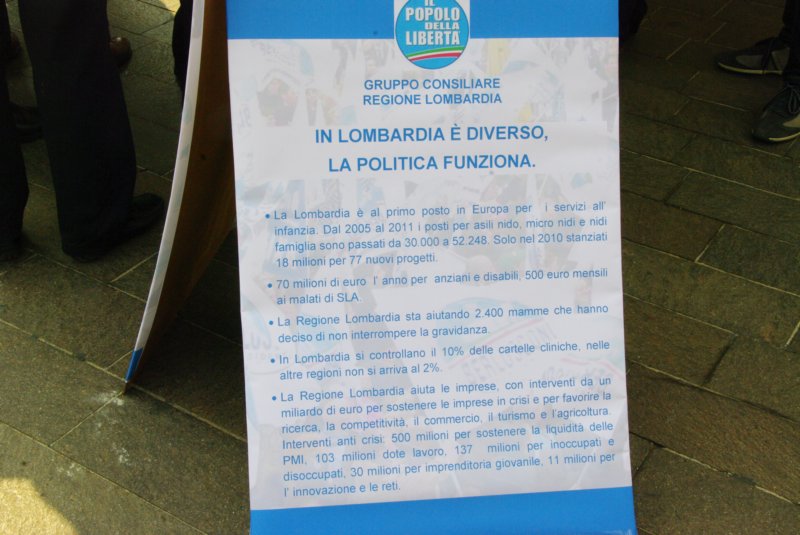 IL
POPOLO
DELLA
LIBERTÀ
GRUPPO CONSILIARE
REGIONE LOMBARDIA
IN LOMBARDIA È DIVERSO,
LA POLITICA FUNZIONA.
• La Lombardia è al primo posto in Europa per i servizi all'
infanzia. Dal 2005 al 2011 i posti per asili nido, micro nidi e nidi
famiglia sono passati da 30.000 a 52.248. Solo nel 2010 stanziati
18 milioni per 77 nuovi progetti.
• 70 milioni di euro l' anno per anziani e disabili, 500 euro mensili
ai malati di SLA.
• La Regione Lombardia sta aiutando 2.400 mamme che hanno
deciso di non interrompere la gravidanza.
• In Lombardia si controllano il 10% delle cartelle cliniche, nelle
altre regioni non si arriva al 2%.
• La Regione Lombardia aiuta le imprese, con interventi da un
miliardo di euro per sostenere le imprese in crisi e per favorire la
ricerca, la competitività, il commercio, il turismo e l'agricoltura.
Interventi anti crisi: 500 milioni per sostenere la liquidità delle
PMI, 103 milioni dote lavoro, 137 milioni per inoccupati e
disoccupati, 30 milioni per imprenditoria giovanile, 11 milioni per
l' innovazione e le reti.